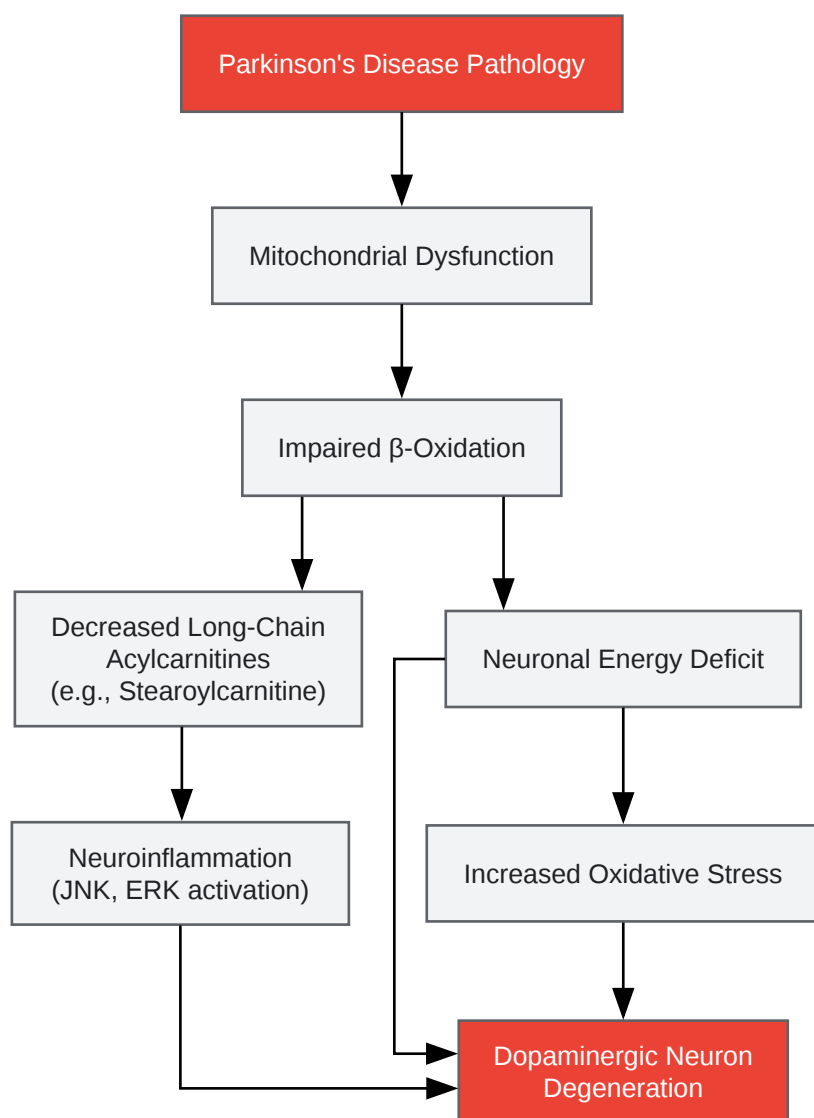 Parkinson's Disease Pathology
Mitochondrial Dysfunction
Impaired β-Oxidation
Decreased Long-Chain
Acylcarnitines
(e.g., Stearoylcarnitine)
Neuronal Energy Deficit
Neuroinflammation
(JNK, ERK activation)
Increased Oxidative Stress
Dopaminergic Neuron
Degeneration